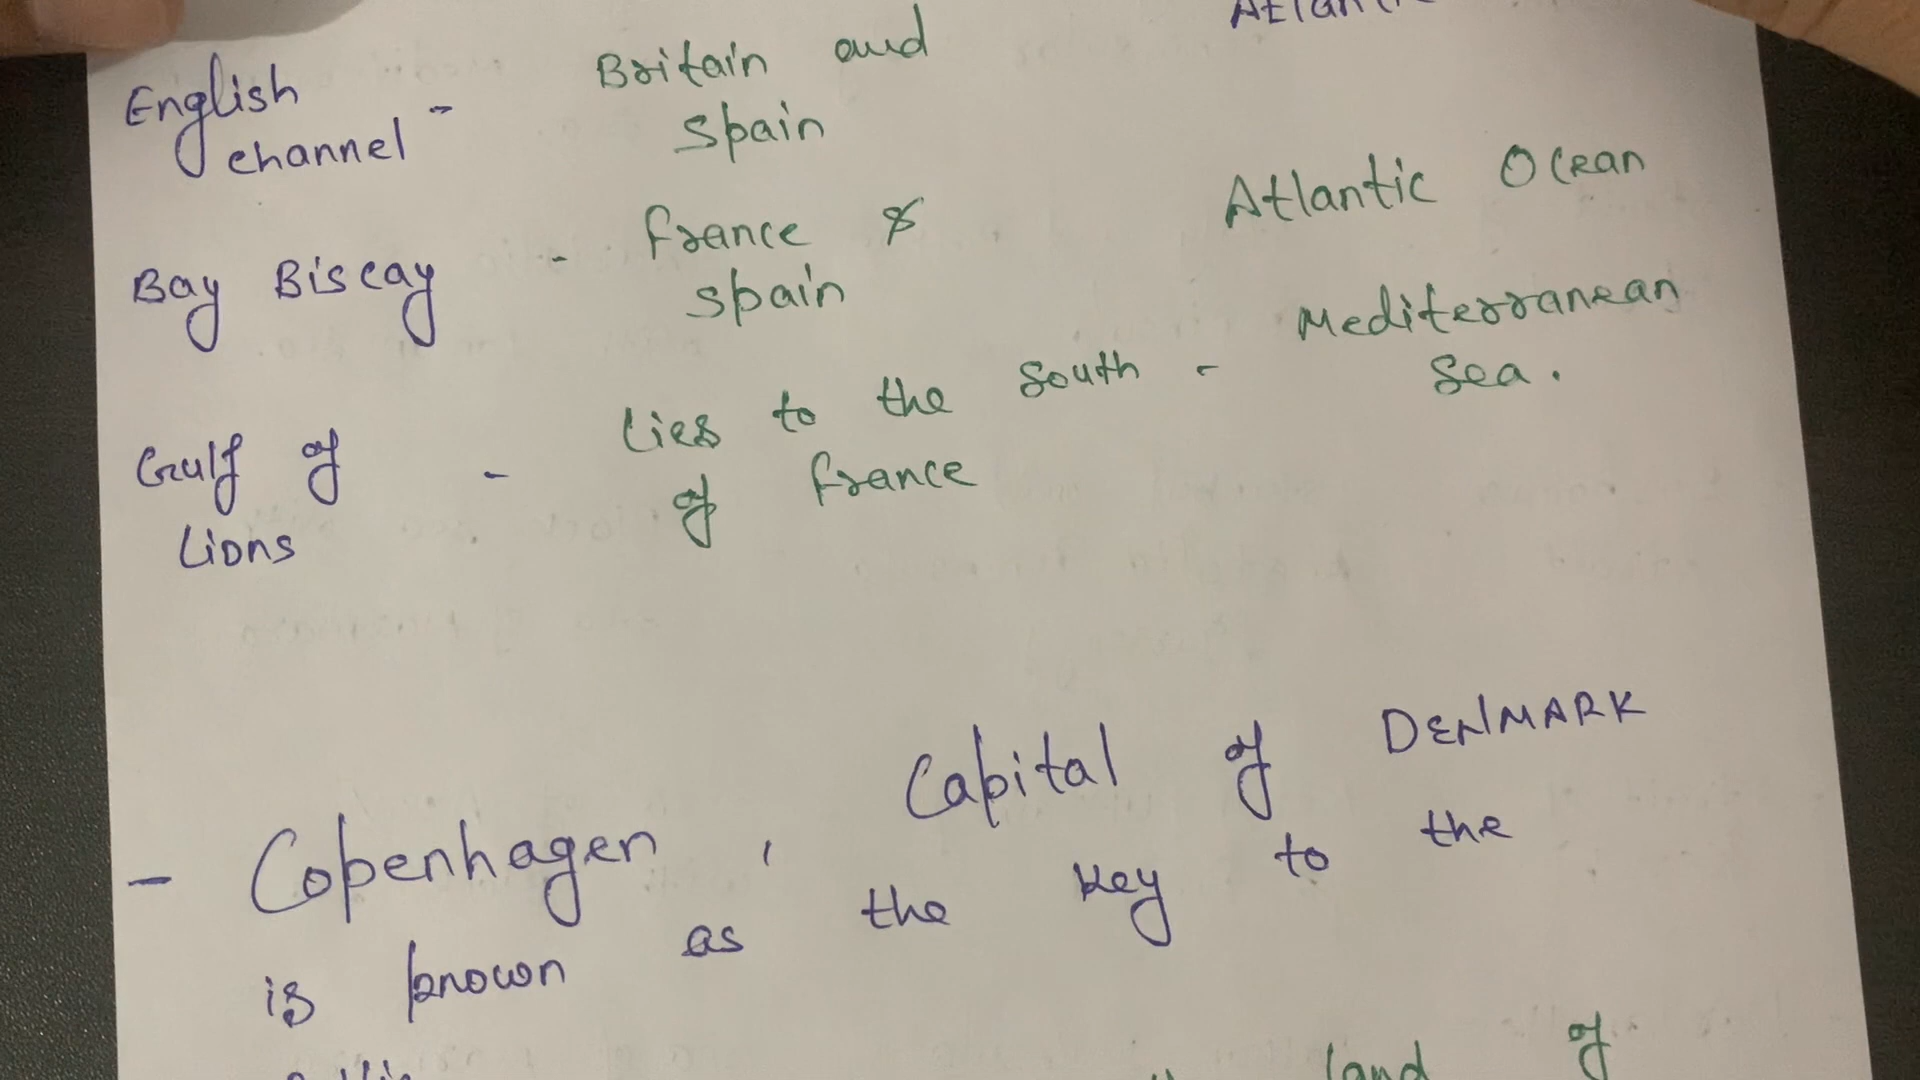 English
channel - Britain and
Spain
Bay Biscay - France &
Spain
Atlantic Ocean
Gulf of
Lions - Lies to the South - Mediterranean
of France
Sea.
- Copenhagen, Capital of DENMARK
is known as the key to the
land of